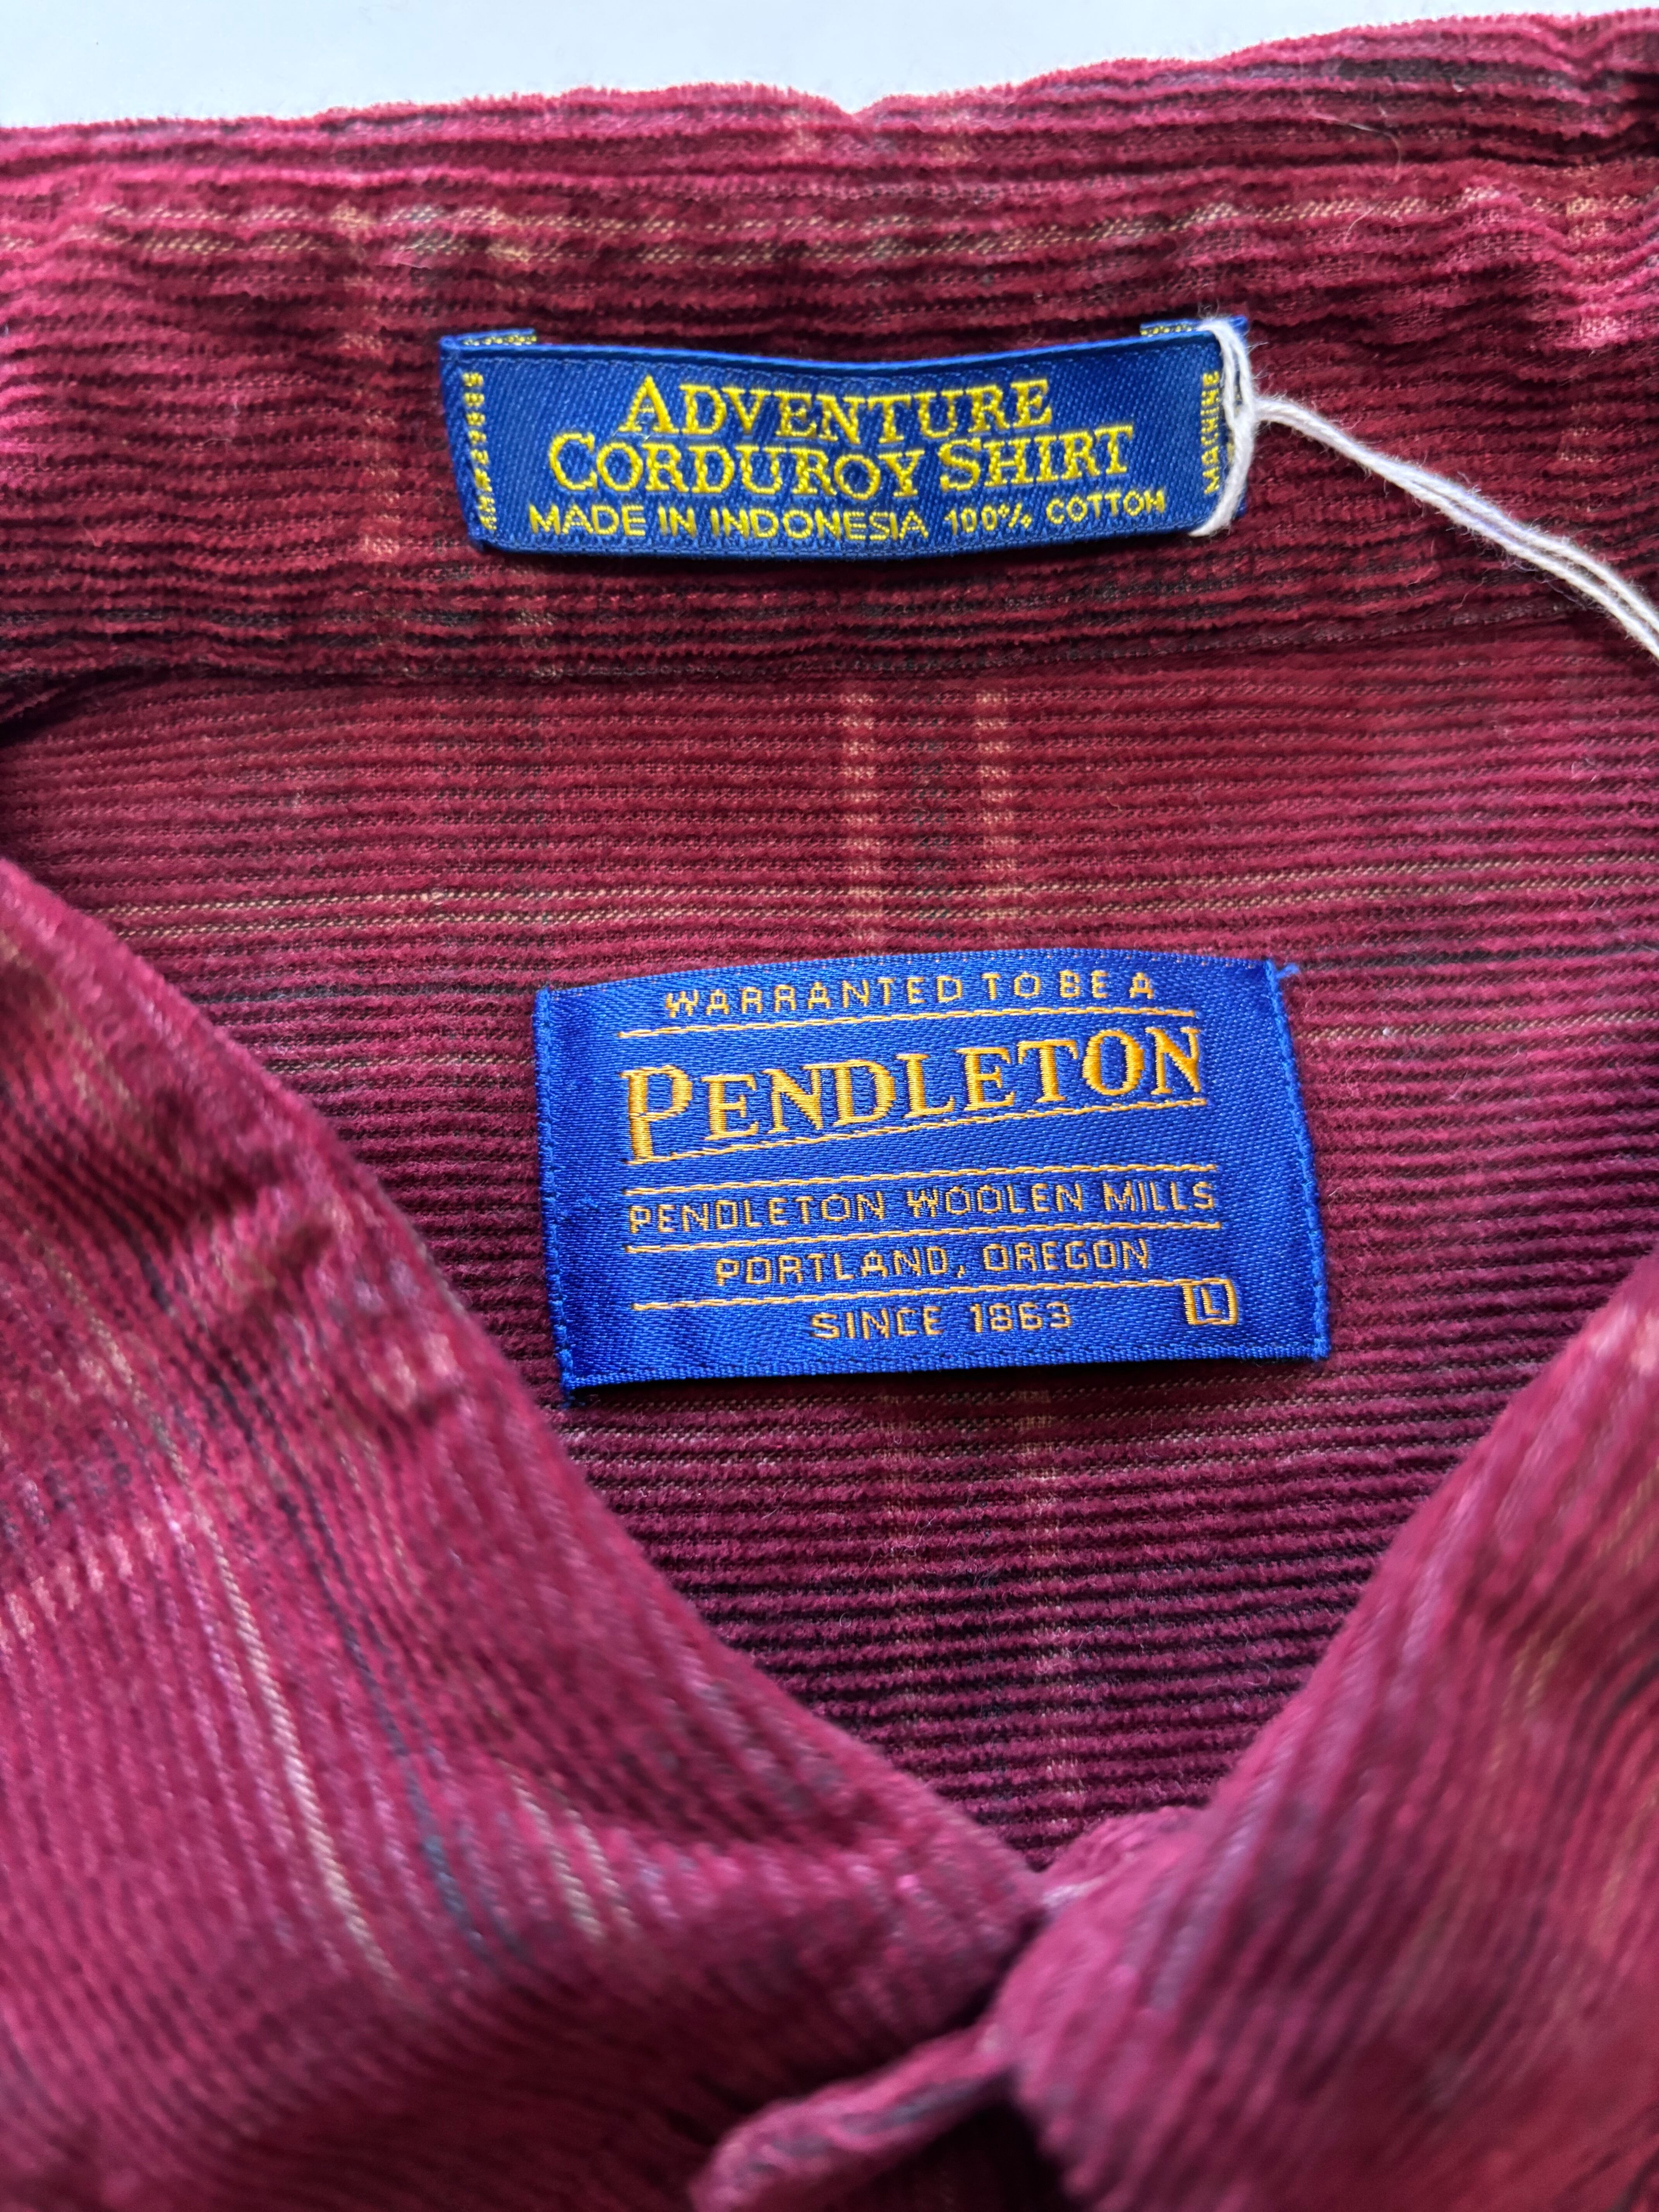 ADVENTURE
CORDUROY SHIRT
MADE IN INDONESIA 100% COTTON
MACHINE
WARRANTED TO BE A
PENDLETON
PENDLETON WOOLEN MILLS
PORTLAND, OREGON
SINCE 1863 L